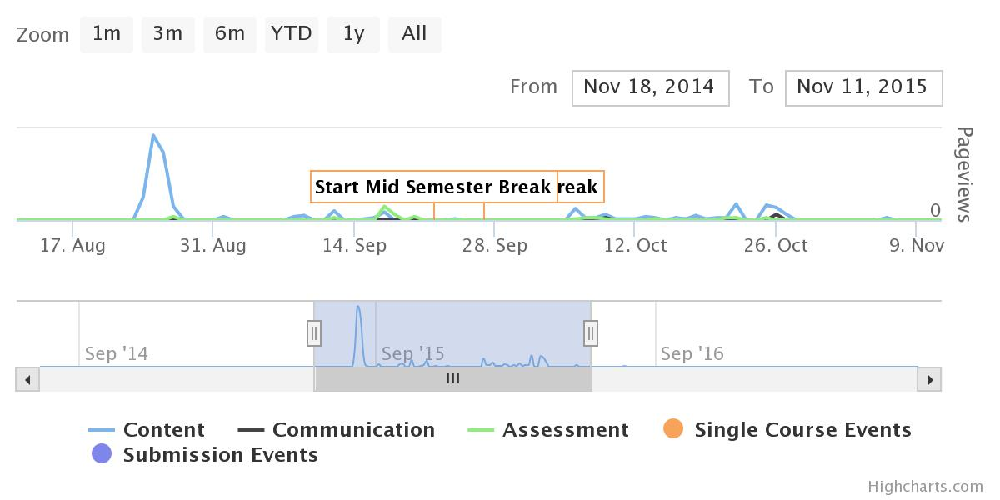 Zoom 1m 3m 6m YTD 1y All
From Nov 18, 2014 To Nov 11, 2015
Pageviews
Start Mid Semester Break reak
0
17. Aug 31. Aug 14. Sep 28. Sep 12. Oct 26. Oct 9. Nov
Sep '14 Sep '15 Sep '16
Content Communication Assessment Single Course Events
Submission Events
Highcharts.com